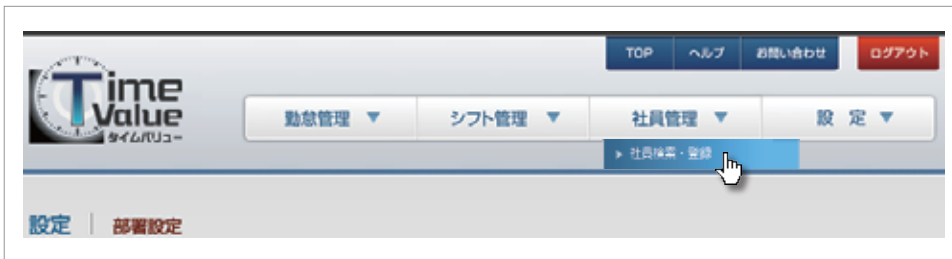 TOP ヘルプ お問い合わせ ログアウト
Time
Value
タイムバリュー
勤怠管理 ▼ シフト管理 ▼ 社員管理 ▼ 設 定 ▼
社員検索・登録
設定 | 部署設定